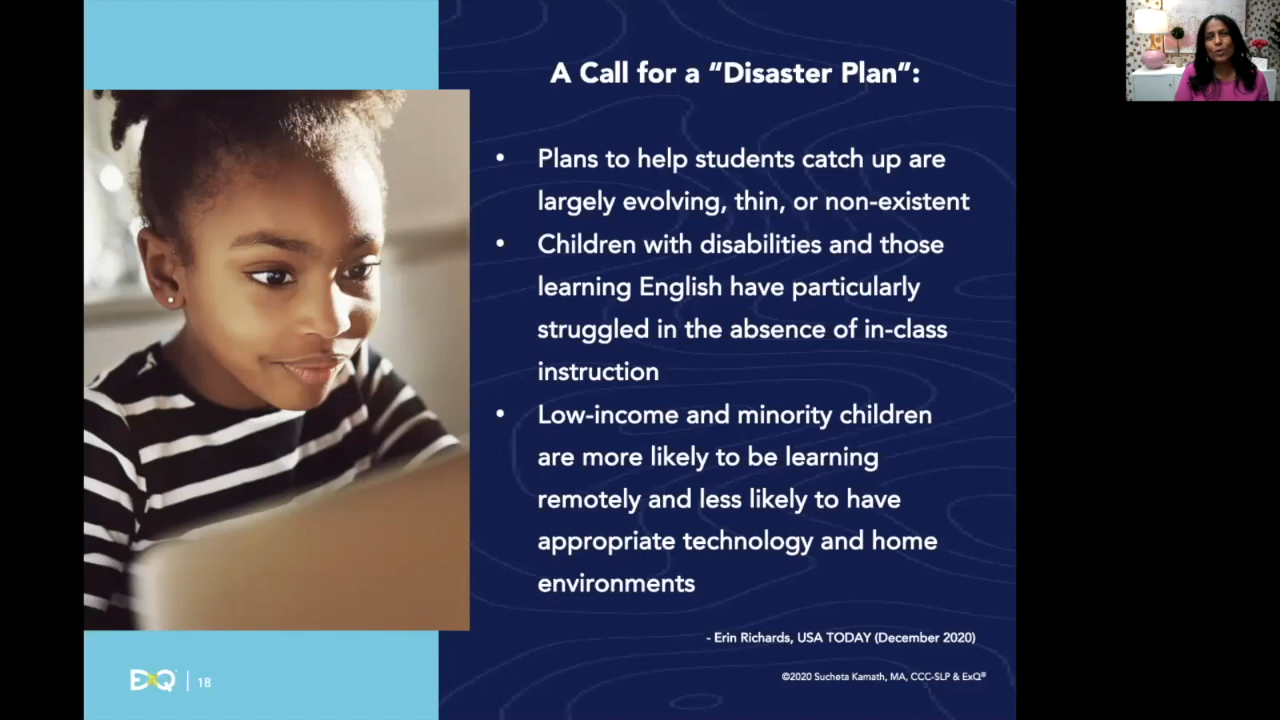 A Call for a “Disaster Plan”:
• Plans to help students catch up are
largely evolving, thin, or non-existent
• Children with disabilities and those
learning English have particularly
struggled in the absence of in-class
instruction
• Low-income and minority children
are more likely to be learning
remotely and less likely to have
appropriate technology and home
environments
- Erin Richards, USA TODAY (December 2020)
©2020 Sucheta Kamath, MA, CCC-SLP & ExQ®
ExQ | 18